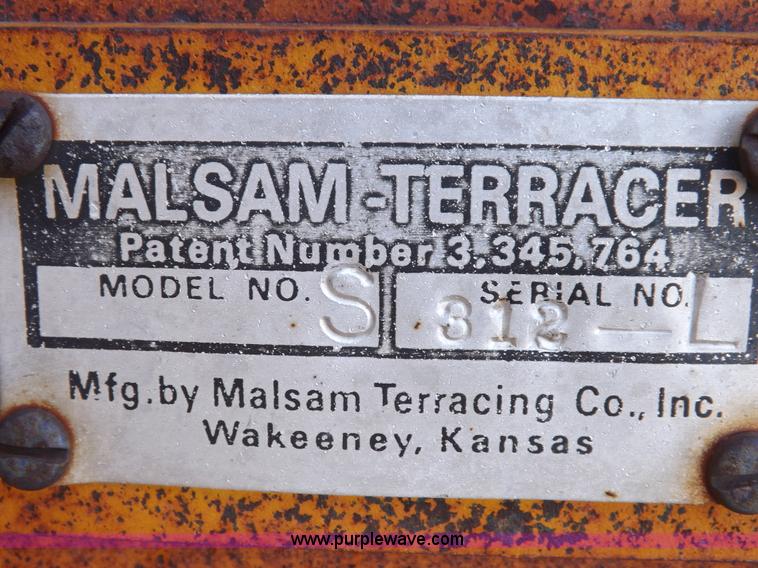 MALSAM-TERRACER
Patent Number 3,345,764
MODEL NO. S SERIAL NO. 312-L
Mfg.by Malsam Terracing Co., Inc.
Wakeeney, Kansas
www.purplewave.com